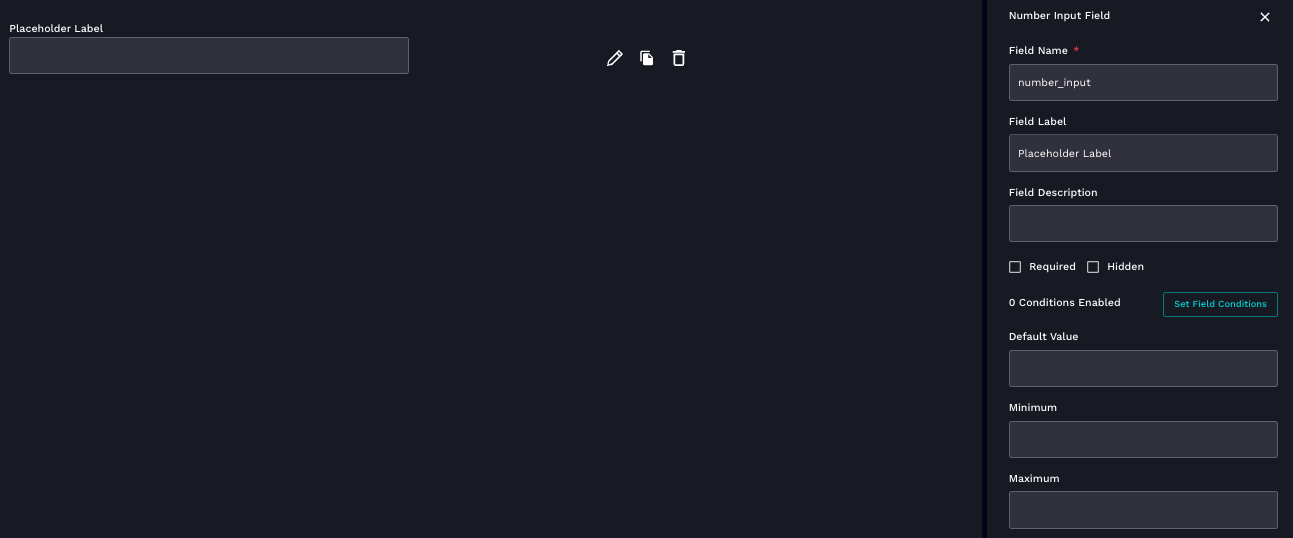 Placeholder Label
Number Input Field
Field Name *
number_input
Field Label
Placeholder Label
Field Description
Required Hidden
0 Conditions Enabled Set Field Conditions
Default Value
Minimum
Maximum